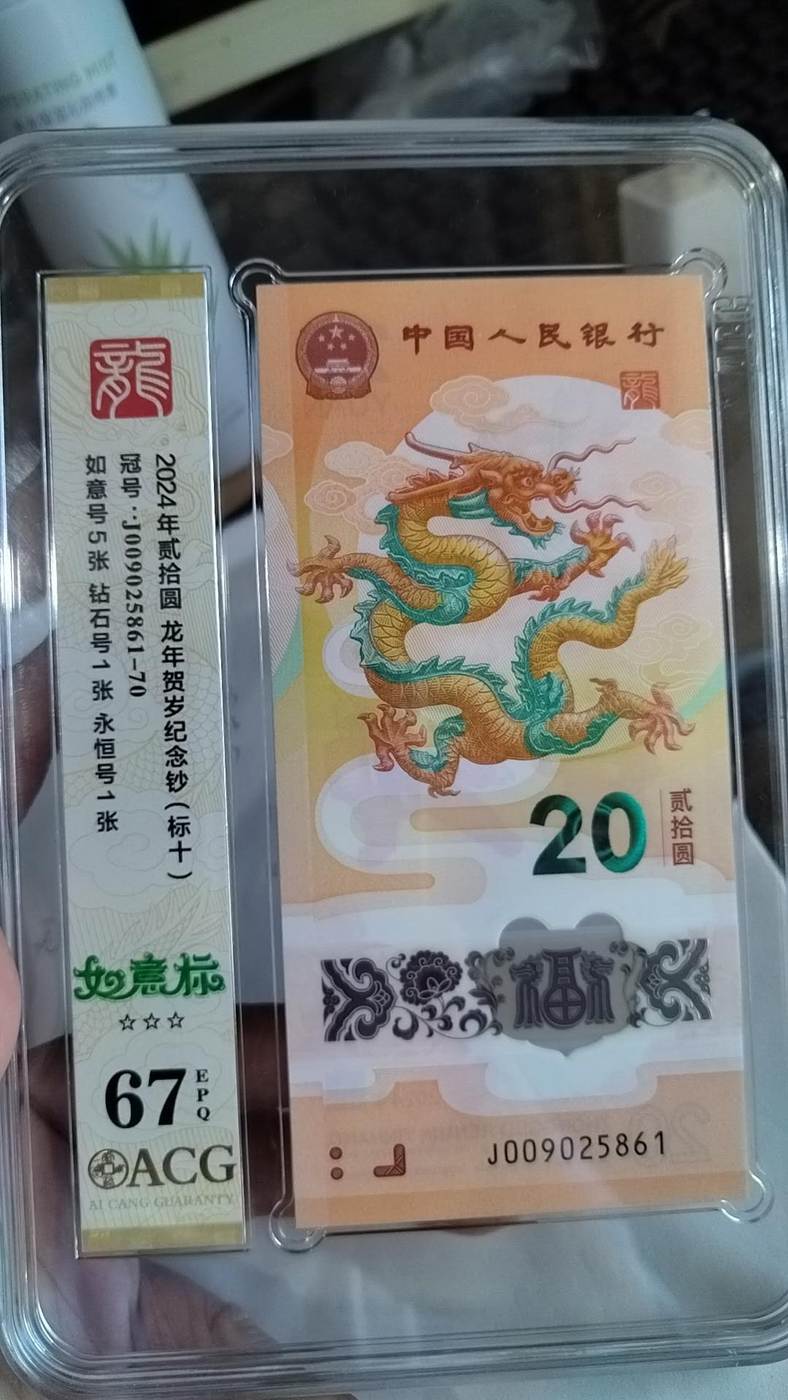 龍
2024年贰拾圆 龙年贺岁纪念钞(标十)
冠号:J009025861-70
如意号5张 钻石号1张 永恒号1张
如意标
☆☆☆
67 EPQ
ACG
AI CANG GUARANTY
中国人民银行
龍
20
贰拾圆
福
J009025861